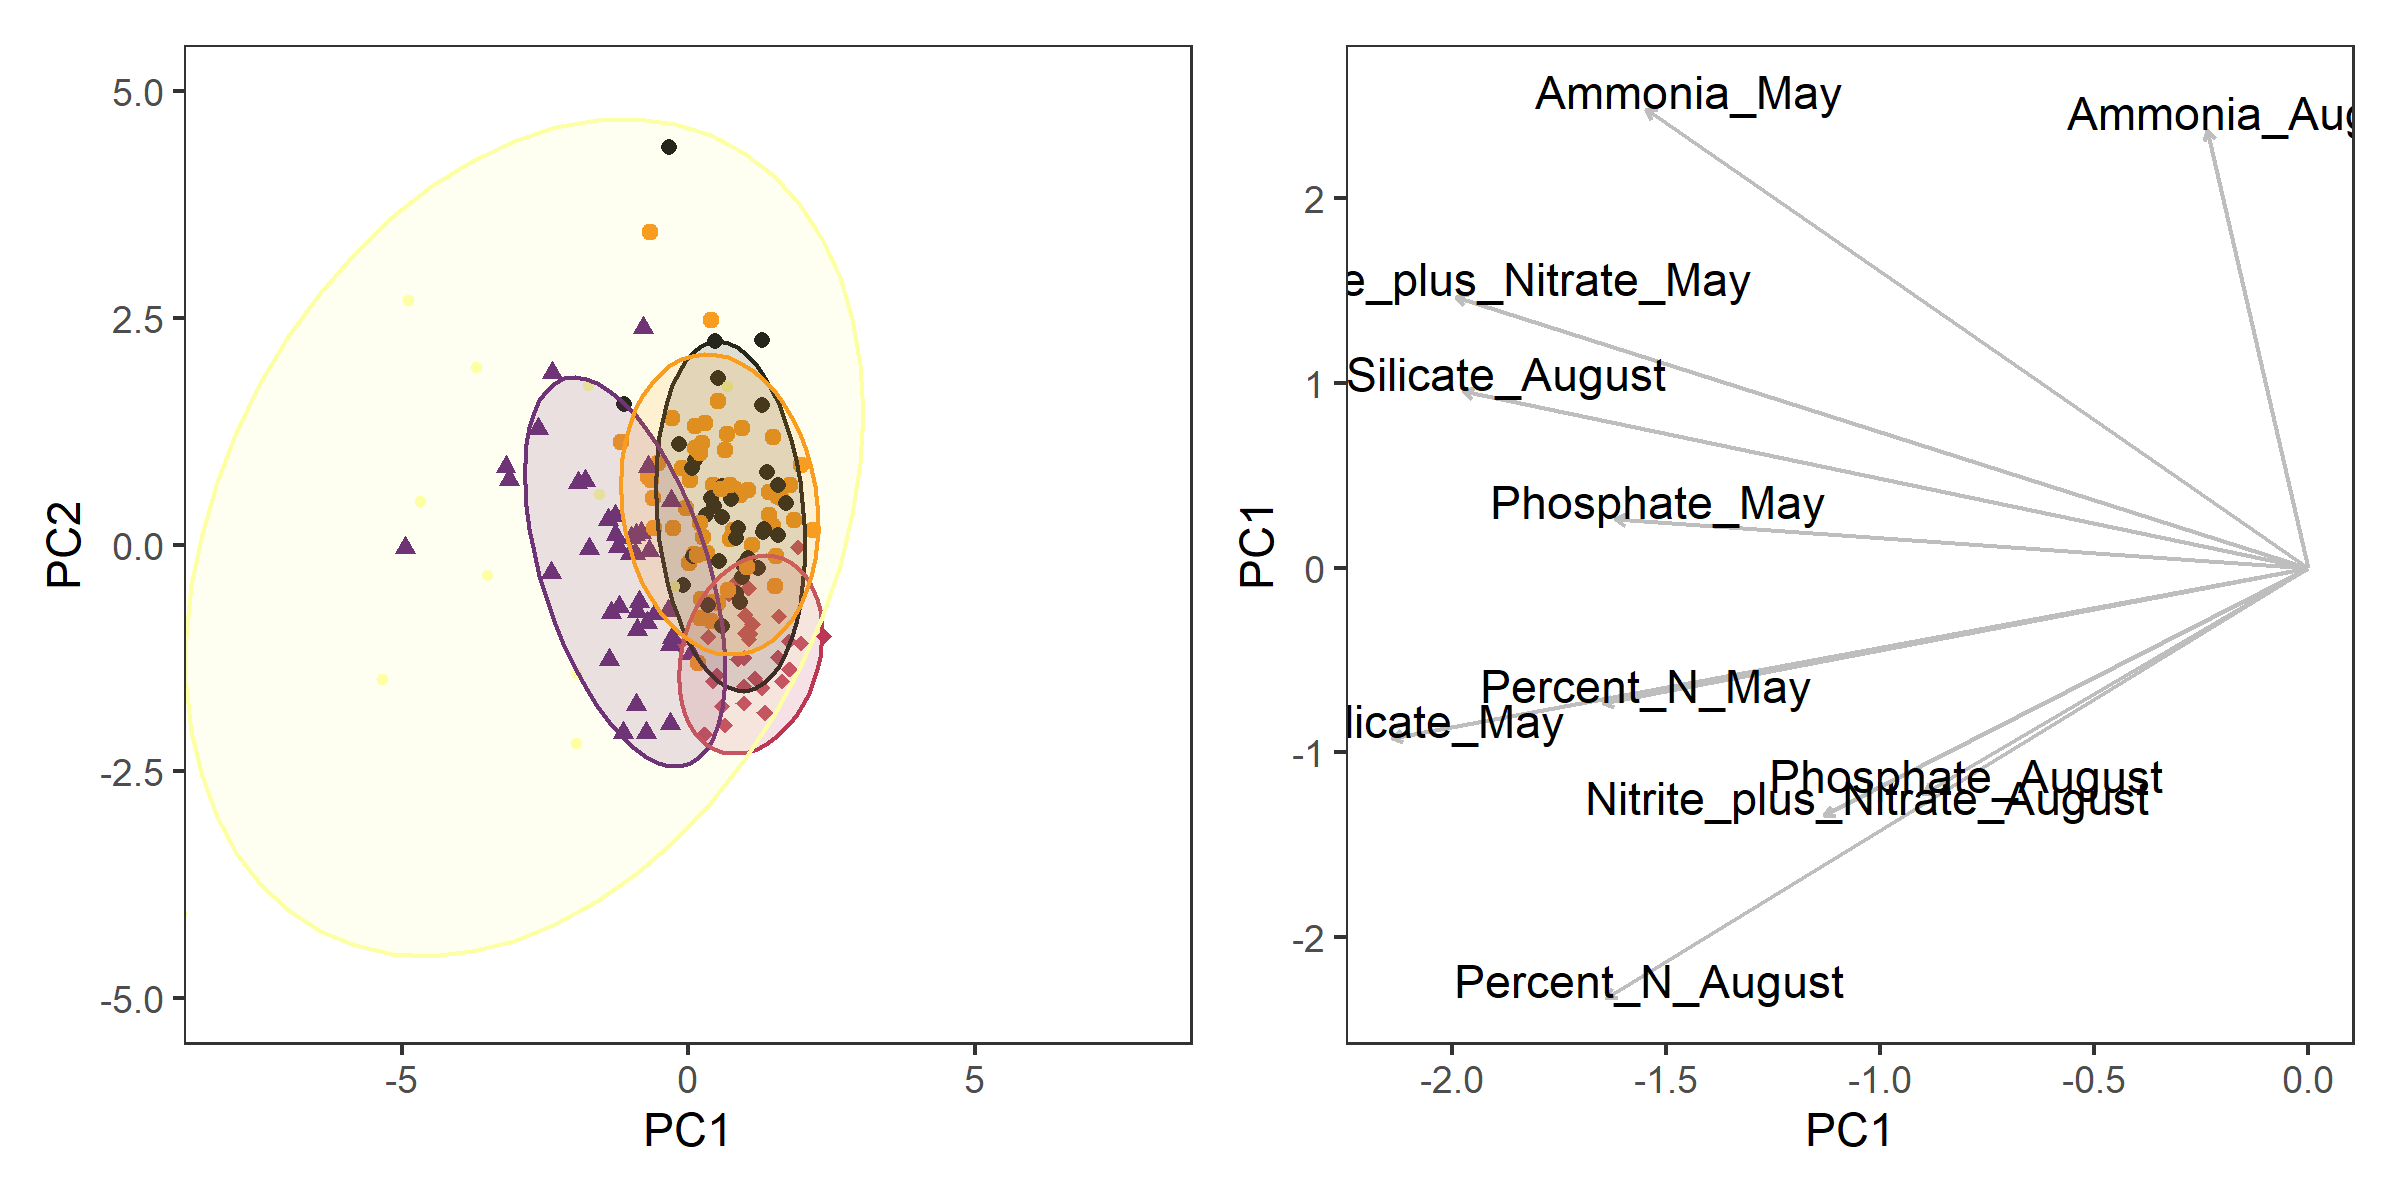 5.0
2.5
0.0
-2.5
-5.0
PC2
-5
0
5
PC1
Ammonia_May
Ammonia_Aug
e_plus_Nitrate_May
Silicate_August
Phosphate_May
Percent_N_May
licate_May
Phosphate_August
Nitrite_plus_Nitrate_August
Percent_N_August
2
1
0
-1
-2
PC1
-2.0
-1.5
-1.0
-0.5
0.0
PC1